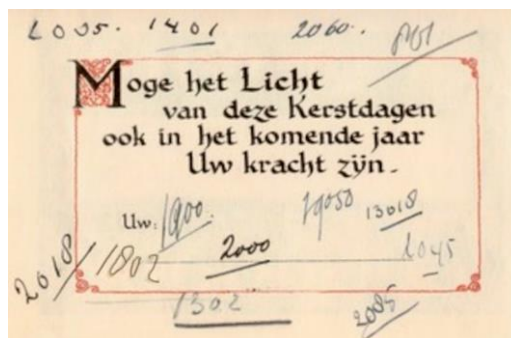 2005. 1401 2060.
Moge het Licht
van deze Kerstdagen
ook in het komende jaar
Uw kracht zijn.
Uw. 1900. 19050 13018
2018 1802 2000 2045
1302 2085